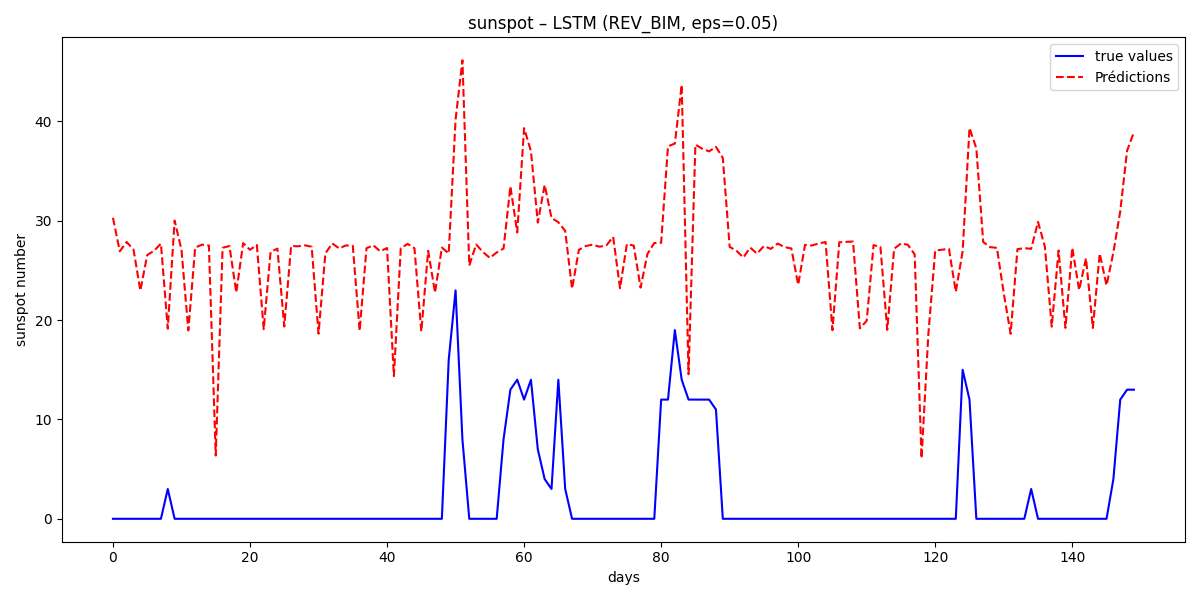 sunspot – LSTM (REV_BIM, eps=0.05)
true values
Prédictions
sunspot number
40
30
20
10
0
0 20 40 60 80 100 120 140
days